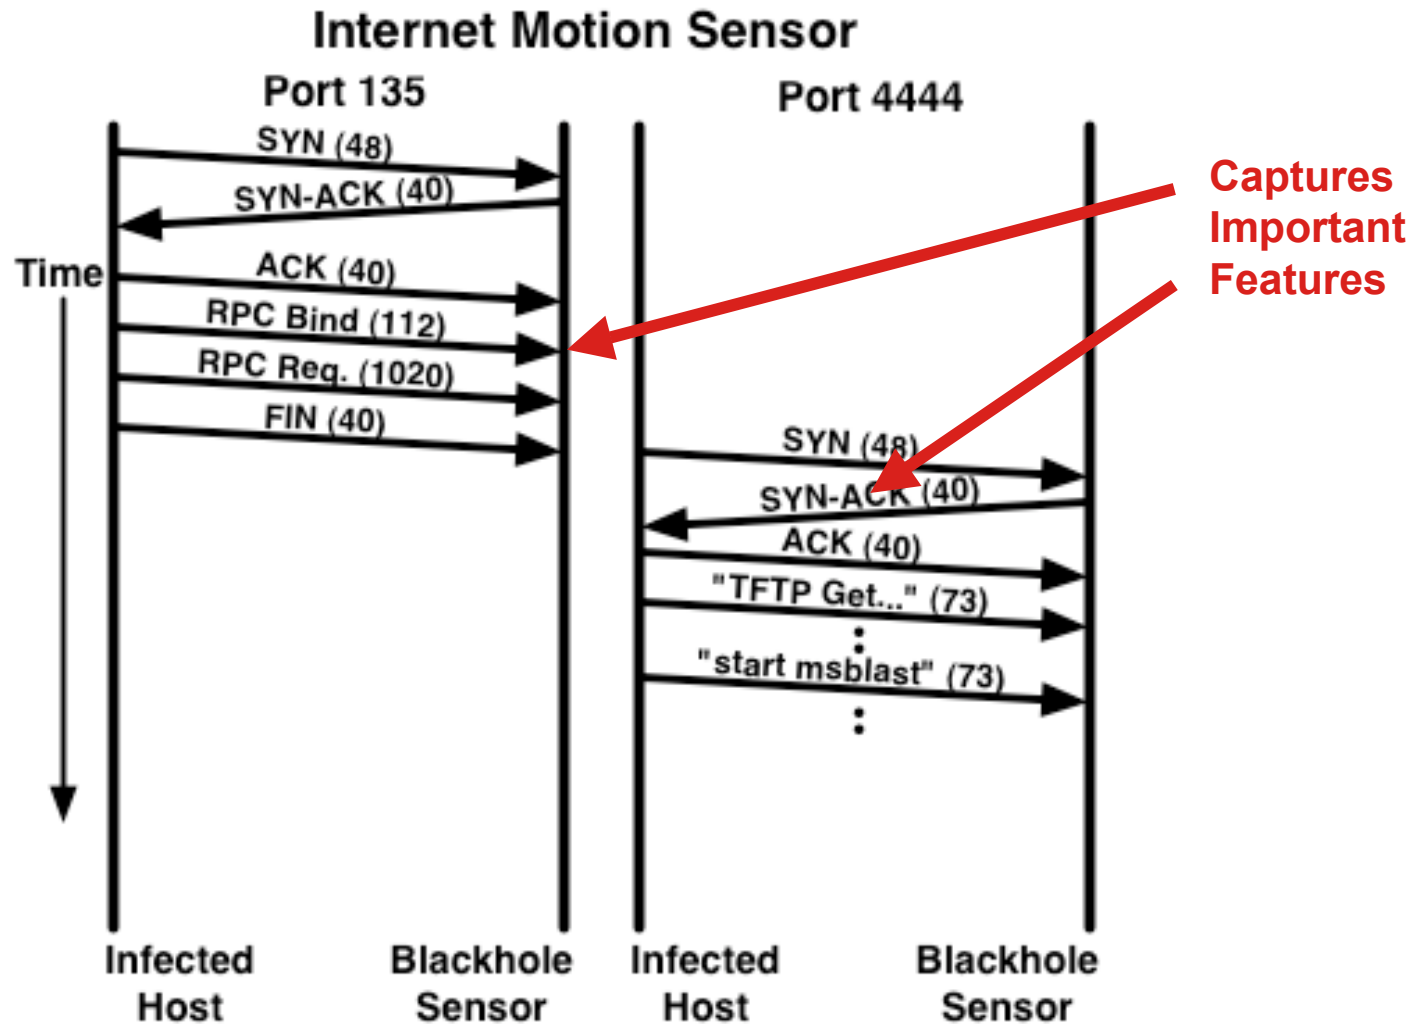 Internet Motion Sensor
Port 135
Port 4444
SYN (48)
SYN-ACK (40)
Time
ACK (40)
RPC Bind (112)
RPC Req. (1020)
FIN (40)
SYN (48)
SYN-ACK (40)
ACK (40)
"TFTP Get..." (73)
"start msblast" (73)
Captures
Important
Features
Infected
Host
Blackhole
Sensor
Infected
Host
Blackhole
Sensor